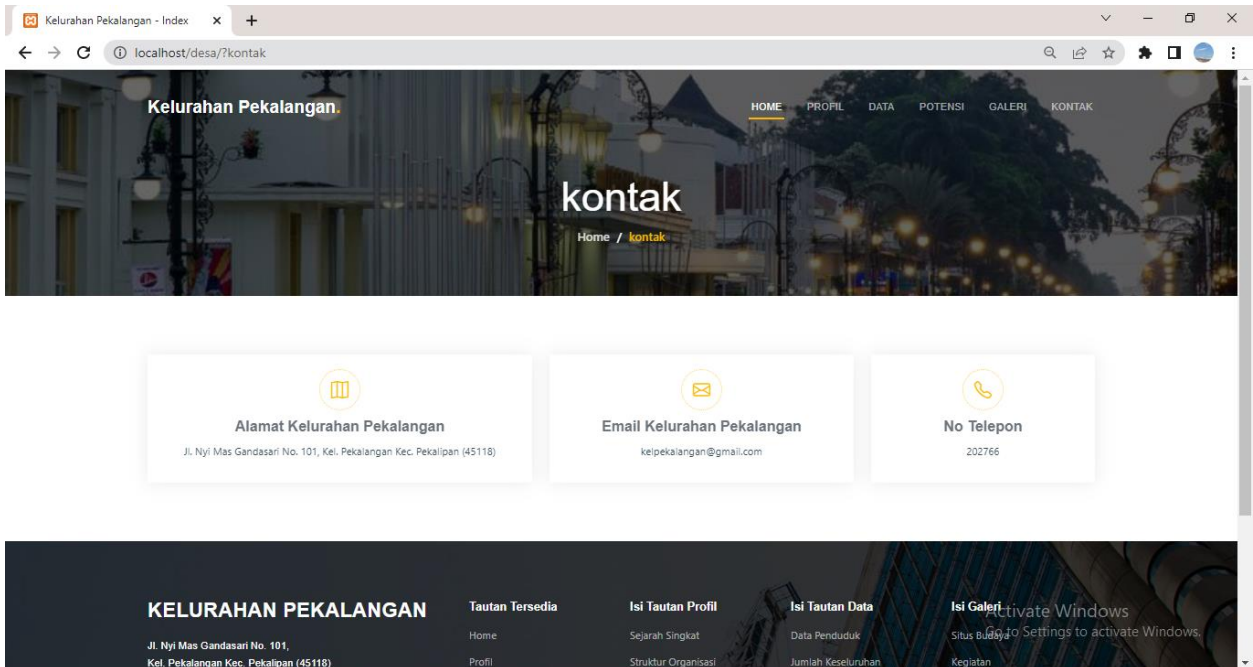 Kelurahan Pekalangan - Index
localhost/desa/?kontak
Kelurahan Pekalangan.
HOME PROFIL DATA POTENSI GALERI KONTAK
kontak
Home / kontak
Alamat Kelurahan Pekalangan
Jl. Nyi Mas Gandasari No. 101, Kel. Pekalangan Kec. Pekalipan (45118)
Email Kelurahan Pekalangan
kelpekalangan@gmail.com
No Telepon
202766
KELURAHAN PEKALANGAN
Jl. Nyi Mas Gandasari No. 101,
Kel. Pekalangan Kec. Pekalipan (45118)
Tautan Tersedia
Home
Profil
Isi Tautan Profil
Sejarah Singkat
Struktur Organisasi
Isi Tautan Data
Data Penduduk
Jumlah Keseluruhan
Isi Galeri
Situs Budaya
Kegiatan
Activate Windows
Go to Settings to activate Windows.